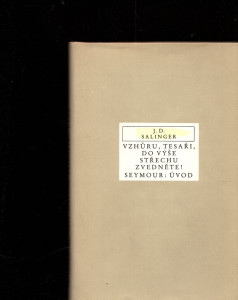 J. D.
SALINGER
VZHŮRU, TESAŘI,
DO VÝŠE
STŘECHU
ZVEDNĚTE!
SEYMOUR: ÚVOD